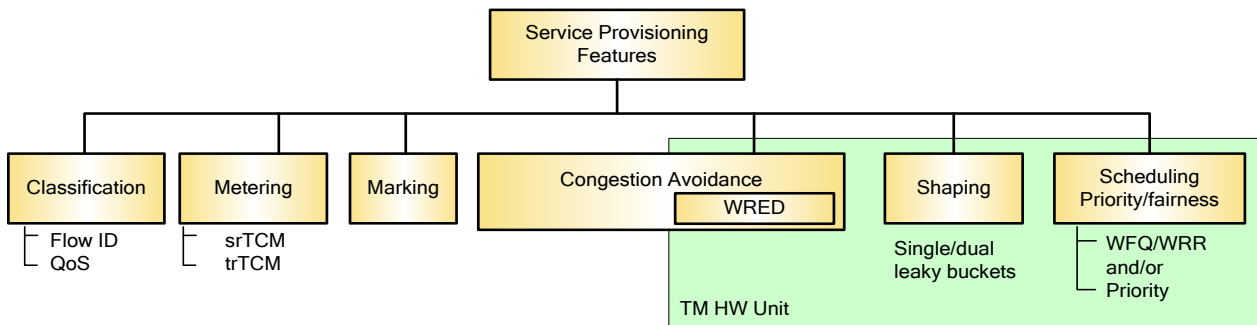 Service Provisioning
Features
Classification
Metering
Marking
Congestion Avoidance
WRED
Shaping
Scheduling
Priority/fairness
Flow ID
QoS
srTCM
trTCM
Single/dual
leaky buckets
WFQ/WRR
and/or
Priority
TM HW Unit